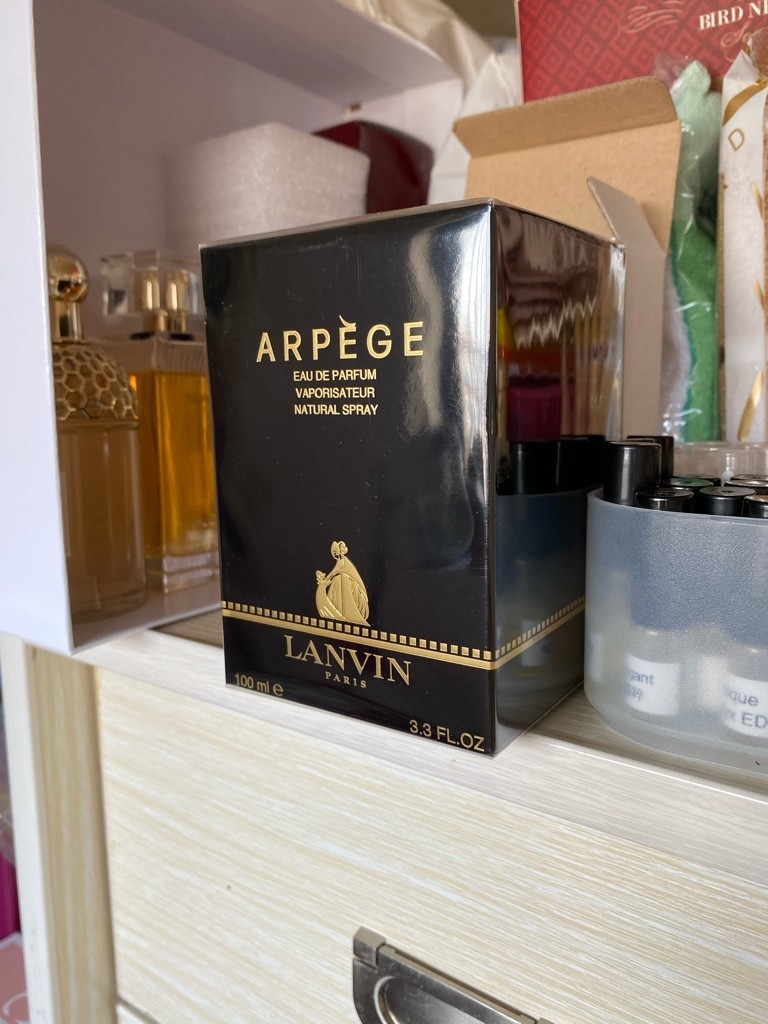 BIRD
ARPÈGE
EAU DE PARFUM
VAPORISATEUR
NATURAL SPRAY
LANVIN
PARIS
100 ml ℮
3.3 FL.OZ
D